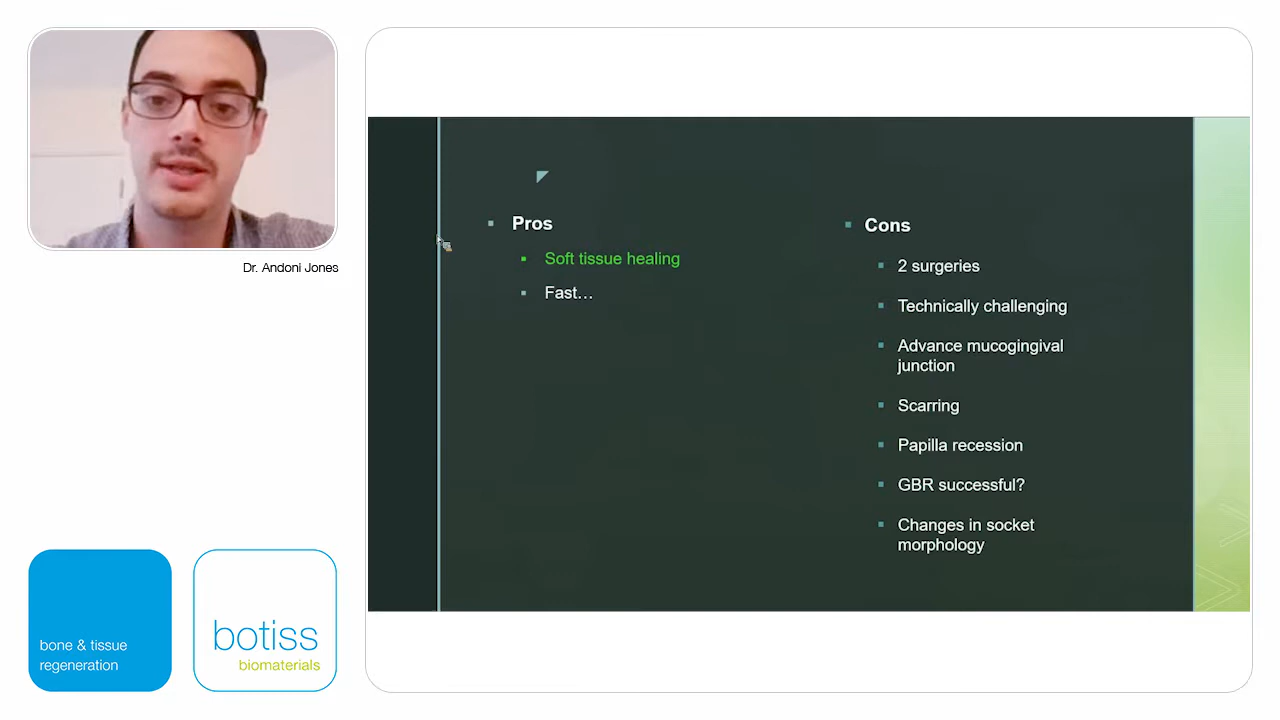 Dr. Andoni Jones
Pros
Soft tissue healing
Fast…
Cons
2 surgeries
Technically challenging
Advance mucogingival
junction
Scarring
Papilla recession
GBR successful?
Changes in socket
morphology
bone & tissue
regeneration
botiss
biomaterials